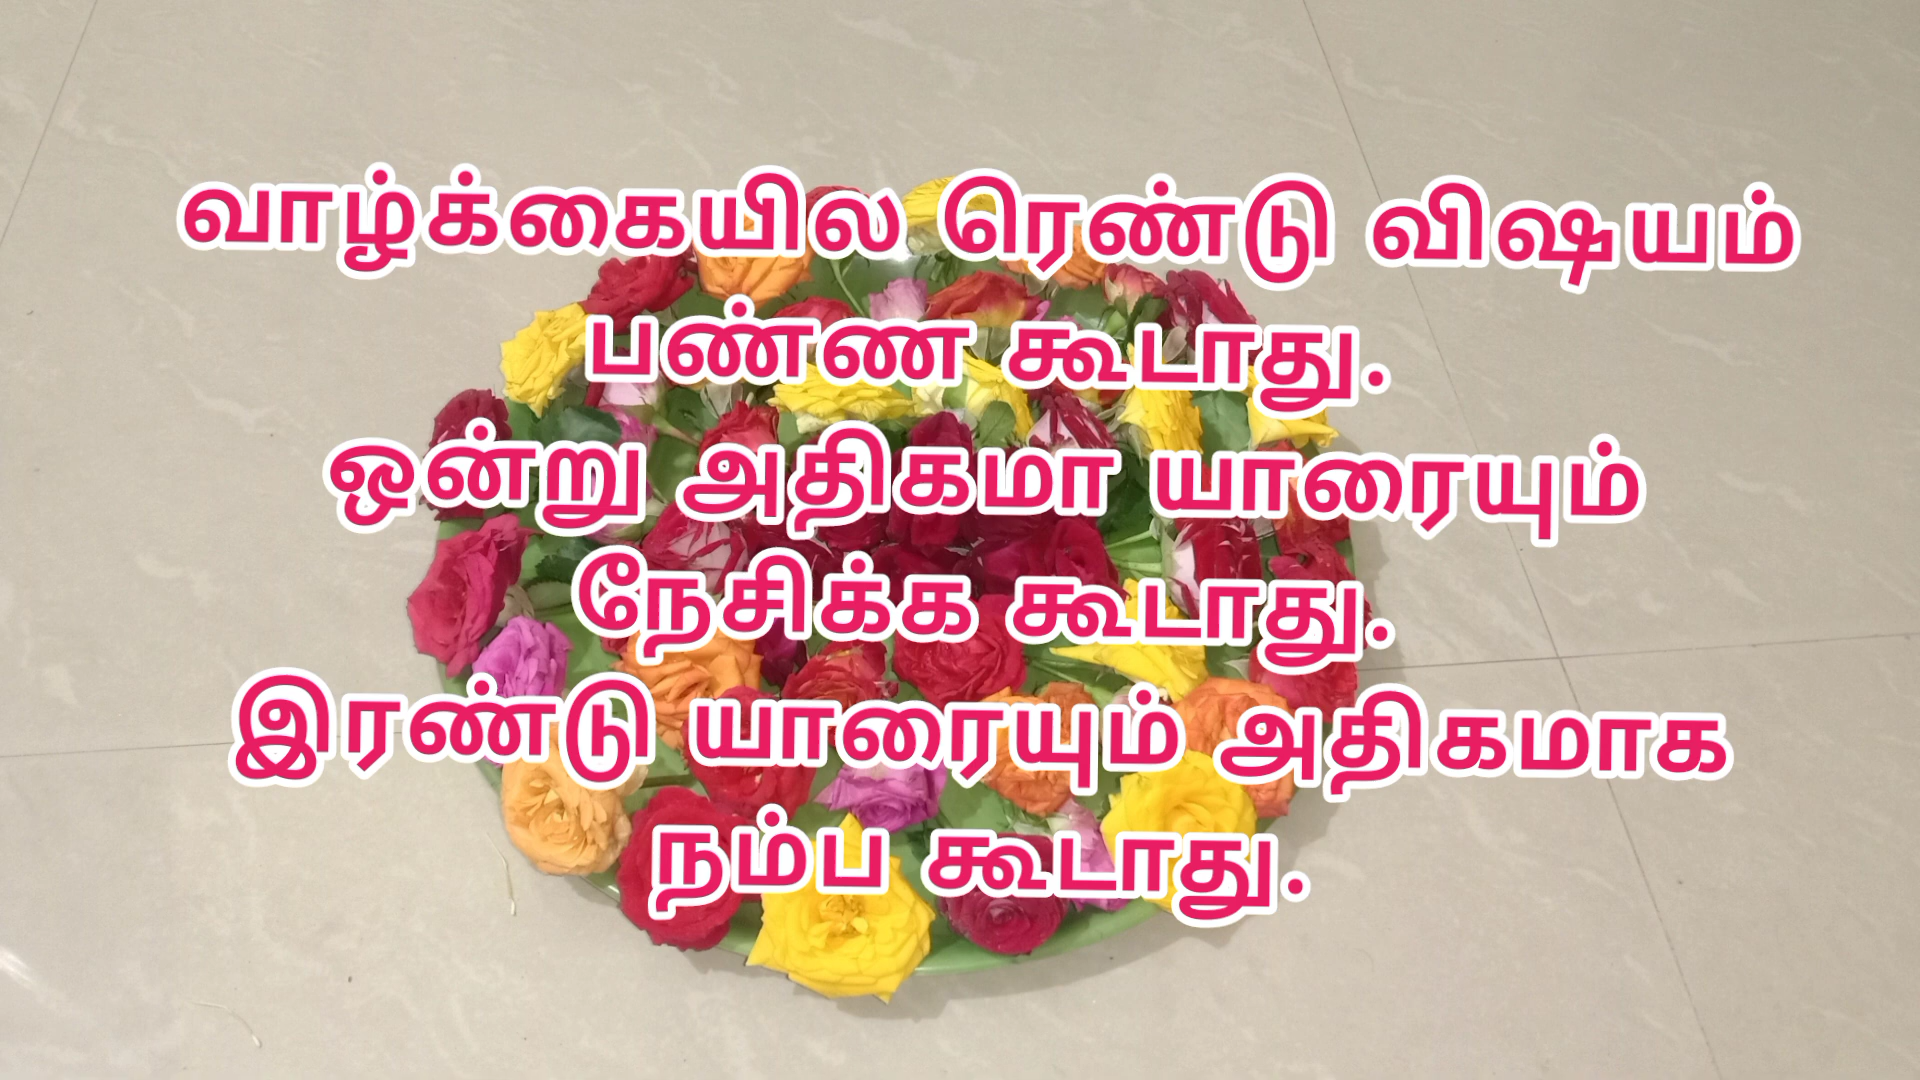 வாழ்க்கையில ரெண்டு விஷயம்
பண்ண கூடாது.
ஒன்று அதிகமா யாரையும்
நேசிக்க கூடாது.
இரண்டு யாரையும் அதிகமாக
நம்ப கூடாது.